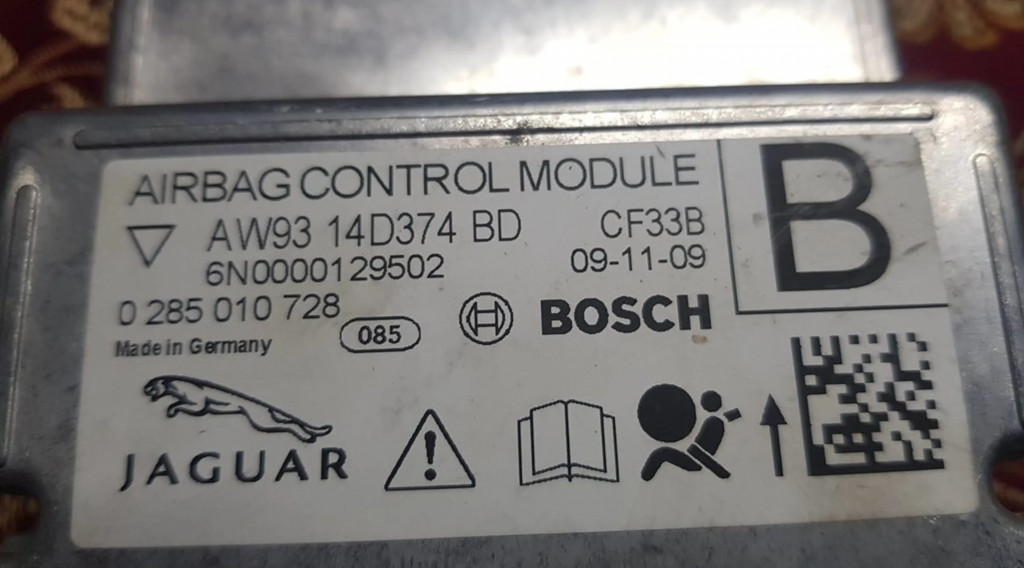 AIRBAG CONTROL MODULE
B
AW93 14D374 BD CF33B
6N0000129502 09-11-09
0 285 010 728 085 BOSCH
Made in Germany
JAGUAR